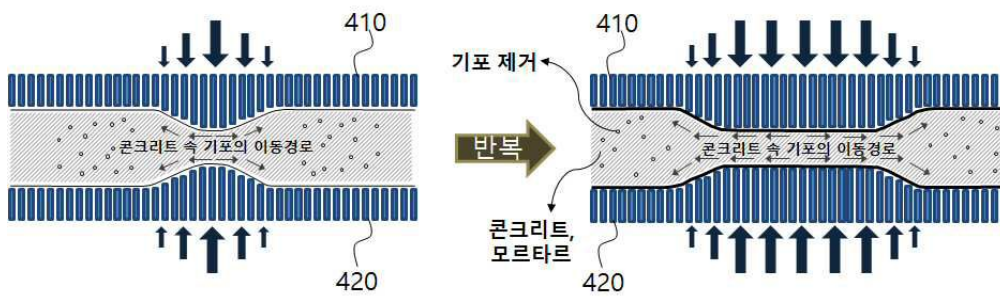 410
콘크리트 속 기포의 이동경로
420
반복
410
기포 제거
콘크리트 속 기포의 이동경로
콘크리트,
모르타르
420